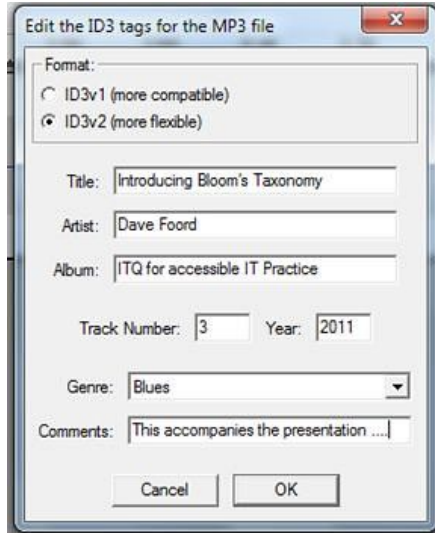 Edit the ID3 tags for the MP3 file
Format:
ID3v1 (more compatible)
ID3v2 (more flexible)
Title: Introducing Bloom's Taxonomy
Artist: Dave Foord
Album: ITQ for accessible IT Practice
Track Number: 3 Year: 2011
Genre: Blues
Comments: This accompanies the presentation ....
Cancel OK